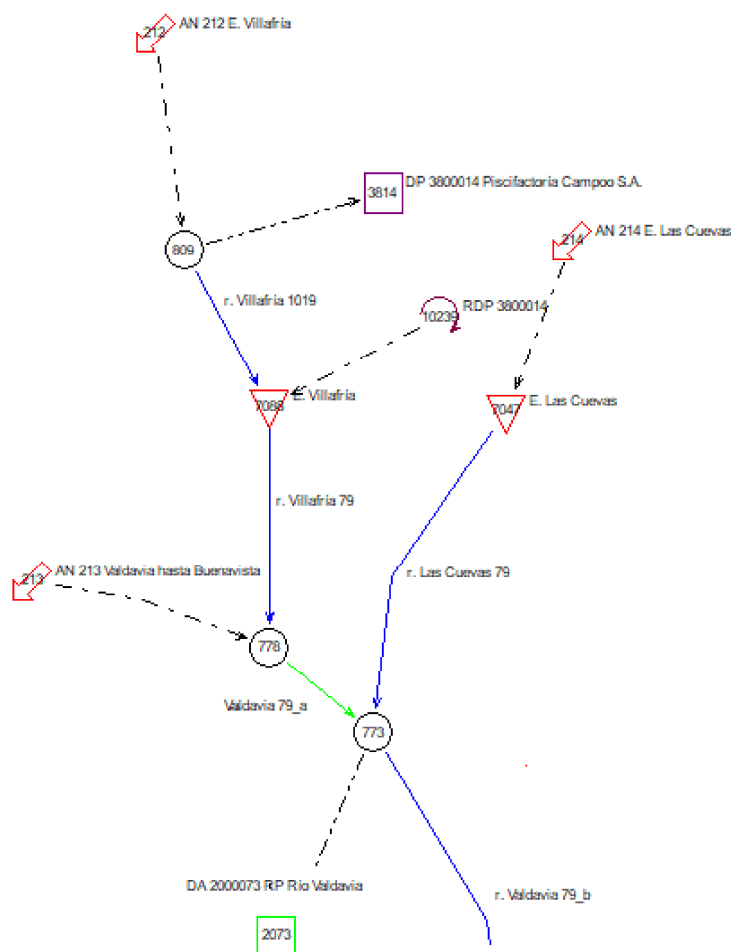 212 AN 212 E. Villafría
3814 DP 3800014 Piscifactoría Campoo S.A.
214 AN 214 E. Las Cuevas
809
r. Villafría 1019
10239 RDP 3800014
7088 E. Villafría
7047 E. Las Cuevas
r. Villafría 79
213 AN 213 Valdavia hasta Buenavista
r. Las Cuevas 79
778
Valdavia 79_a
773
DA 2000073 RP Río Valdavia
r. Valdavia 79_b
2073